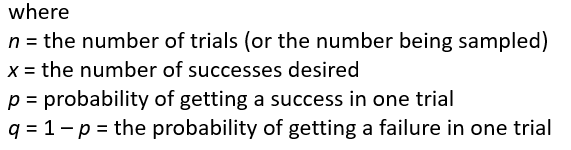 where
n = the number of trials (or the number being sampled)
x = the number of successes desired
p = probability of getting a success in one trial
q = 1 – p = the probability of getting a failure in one trial